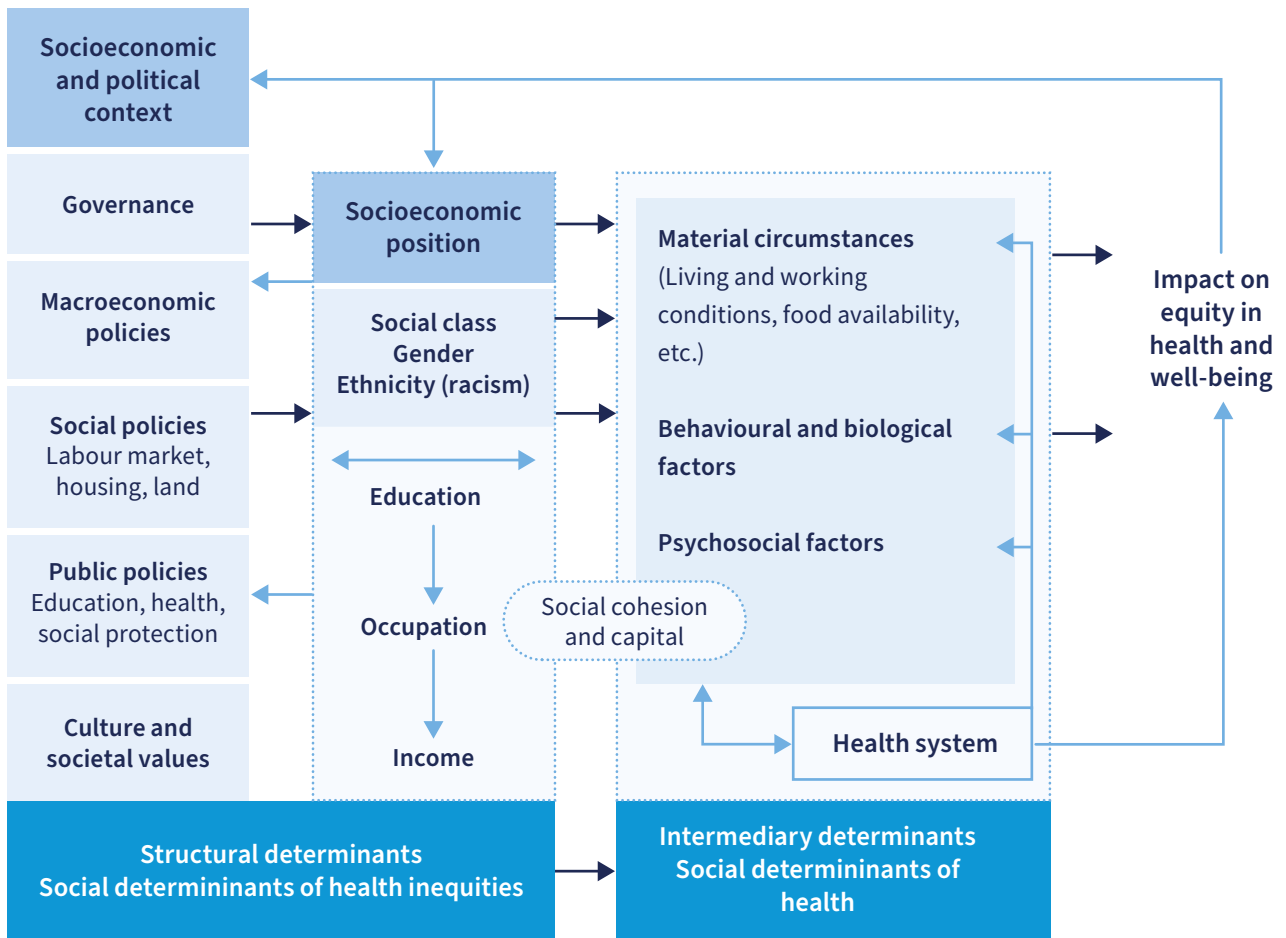 Socioeconomic
and political
context
Governance
Macroeconomic
policies
Social policies
Labour market,
housing, land
Public policies
Education, health,
social protection
Culture and
societal values
Socioeconomic
position
Social class
Gender
Ethnicity (racism)
Education
Occupation
Income
Social cohesion
and capital
Material circumstances
(Living and working
conditions, food availability,
etc.)
Behavioural and biological
factors
Psychosocial factors
Health system
Impact on
equity in
health and
well-being
Structural determinants
Social determininants of health inequities
Intermediary determinants
Social determininants of
health